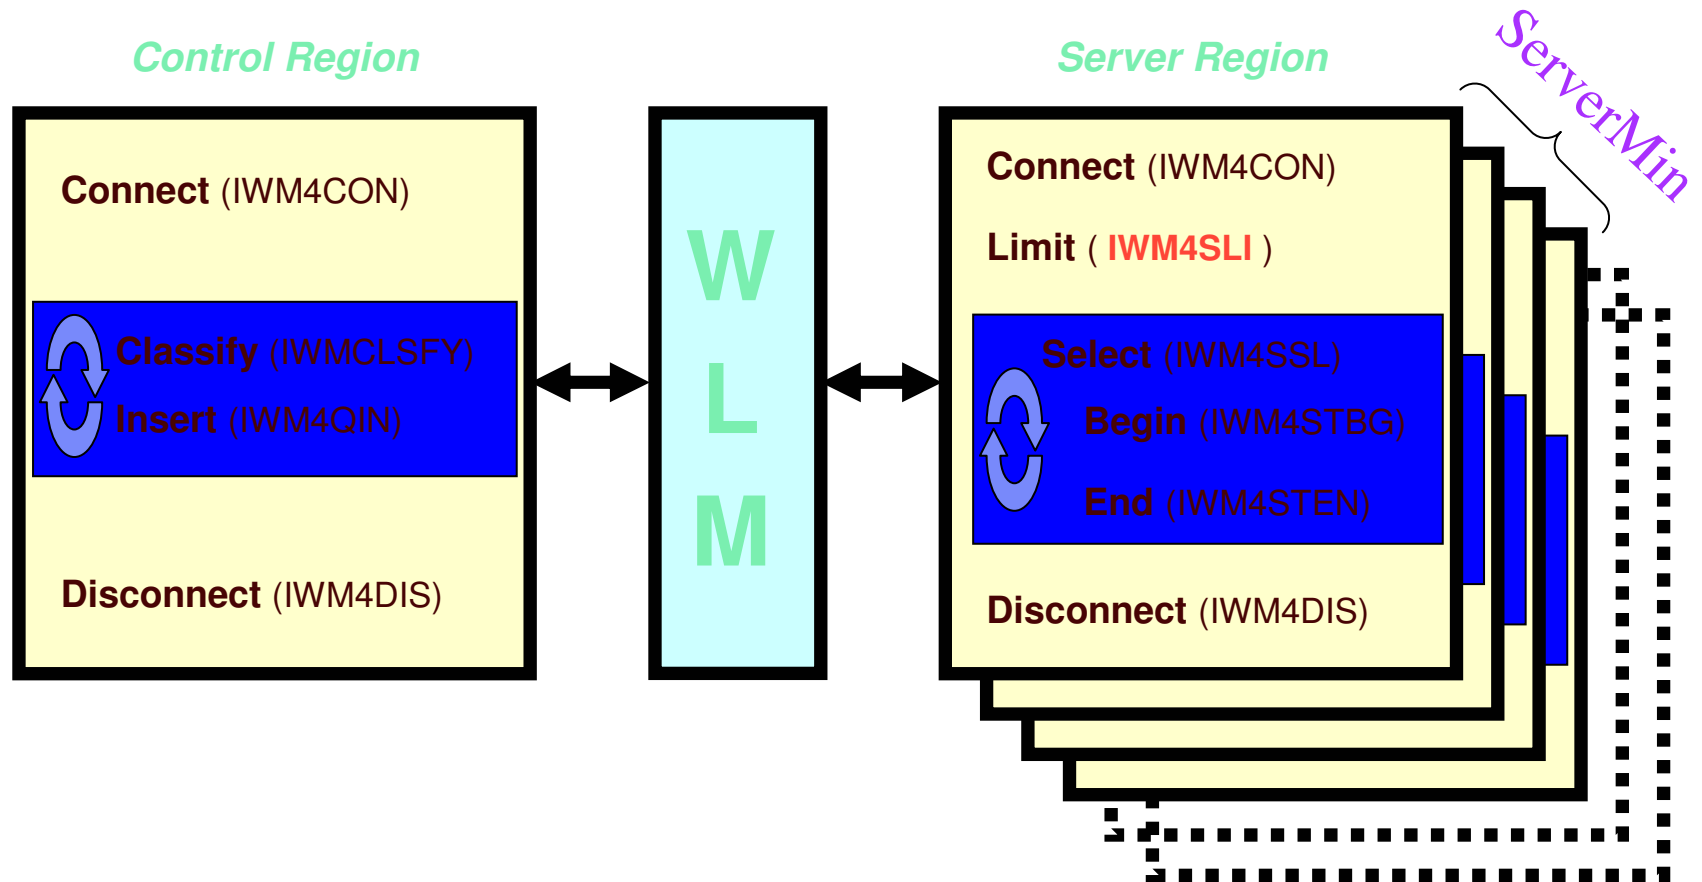 Control Region
Connect (IWM4CON)
Classify (IWMCLSFY)
Insert (IWM4QIN)
Disconnect (IWM4DIS)
W
L
M
Server Region
ServerMin
Connect (IWM4CON)
Limit ( IWM4SLI )
Select (IWM4SSL)
Begin (IWM4STBG)
End (IWM4STEN)
Disconnect (IWM4DIS)